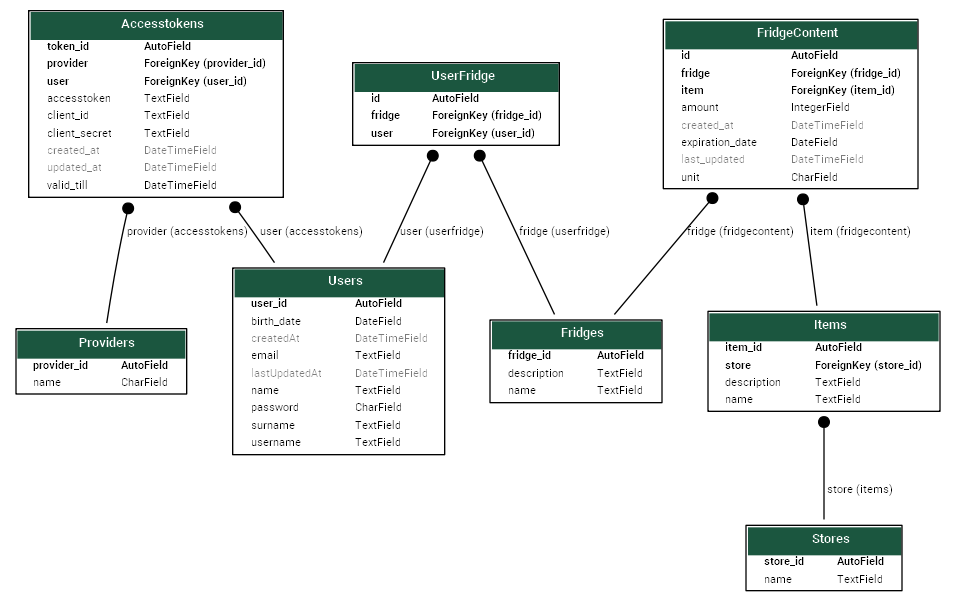 Accesstokens
token_id AutoField
provider ForeignKey (provider_id)
user ForeignKey (user_id)
accesstoken TextField
client_id TextField
client_secret TextField
created_at DateTimeField
updated_at DateTimeField
valid_till DateTimeField
UserFridge
id AutoField
fridge ForeignKey (fridge_id)
user ForeignKey (user_id)
FridgeContent
id AutoField
fridge ForeignKey (fridge_id)
item ForeignKey (item_id)
amount IntegerField
created_at DateTimeField
expiration_date DateField
last_updated DateTimeField
unit CharField
provider (accesstokens)
user (accesstokens)
user (userfridge)
fridge (userfridge)
fridge (fridgecontent)
item (fridgecontent)
Providers
provider_id AutoField
name CharField
Users
user_id AutoField
birth_date DateField
createdAt DateTimeField
email TextField
lastUpdatedAt DateTimeField
name TextField
password CharField
surname TextField
username TextField
Fridges
fridge_id AutoField
description TextField
name TextField
Items
item_id AutoField
store ForeignKey (store_id)
description TextField
name TextField
store (items)
Stores
store_id AutoField
name TextField